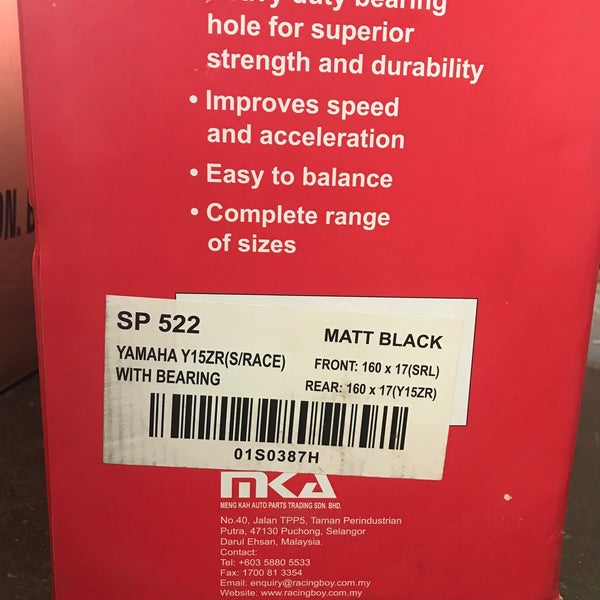 heavy duty bearing
hole for superior
strength and durability
• Improves speed
and acceleration
• Easy to balance
• Complete range
of sizes
SP 522
MATT BLACK
YAMAHA Y15ZR(S/RACE)
WITH BEARING
FRONT: 160 x 17(SRL)
REAR: 160 x 17(Y15ZR)
01S0387H
MKA
MENG KAH AUTO PARTS TRADING SDN. BHD.
No.40, Jalan TPP5, Taman Perindustrian
Putra, 47130 Puchong, Selangor
Darul Ehsan, Malaysia.
Contact:
Tel: +603 5880 5533
Fax: 1700 81 3354
Email: enquiry@racingboy.com.my
Website: www.racingboy.com.my